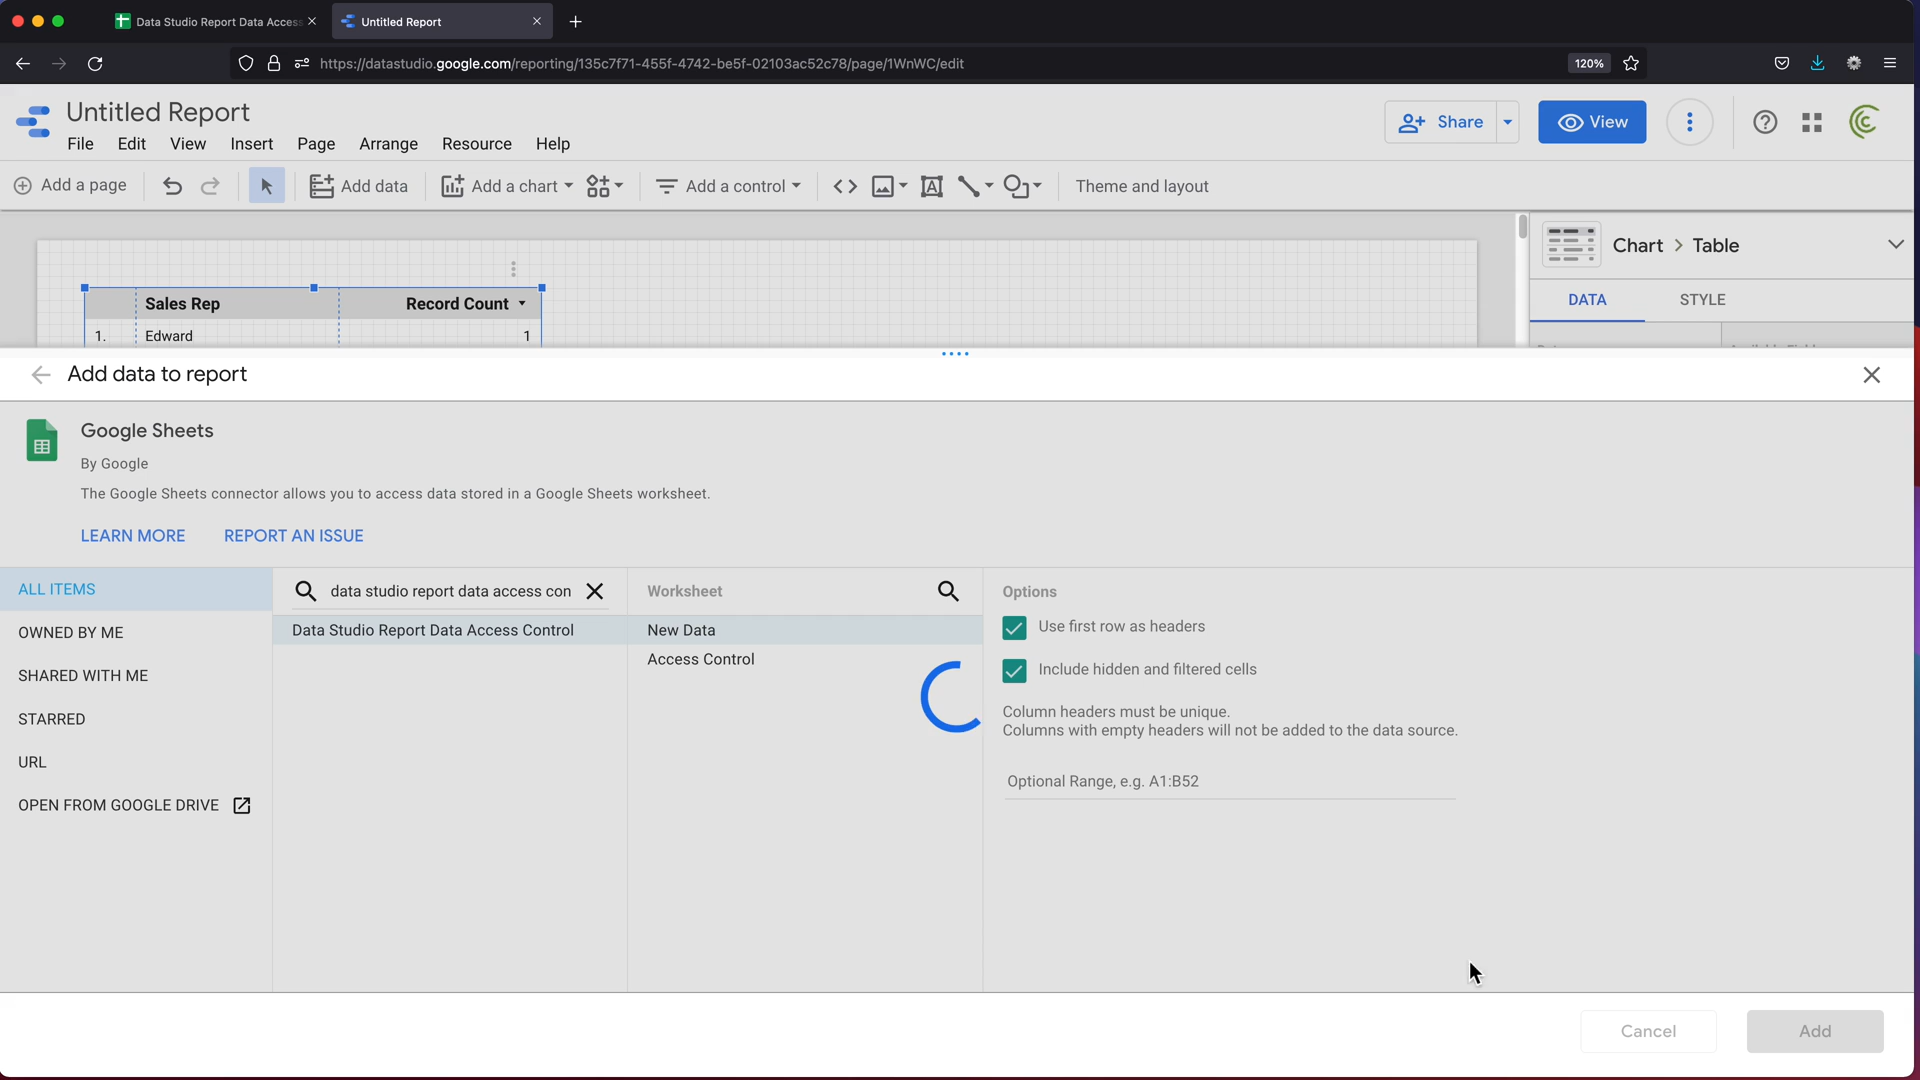 Data Studio Report Data Access
Untitled Report
https://datastudio.google.com/reporting/135c7f71-455f-4742-be5f-02103ac52c78/page/1WnWC/edit
120%
Untitled Report
File Edit View Insert Page Arrange Resource Help
Share
View
Add a page
Add data
Add a chart
Add a control
Theme and layout
Chart > Table
DATA STYLE
Sales Rep Record Count
1. Edward 1
Add data to report
Google Sheets
By Google
The Google Sheets connector allows you to access data stored in a Google Sheets worksheet.
LEARN MORE REPORT AN ISSUE
ALL ITEMS
OWNED BY ME
SHARED WITH ME
STARRED
URL
OPEN FROM GOOGLE DRIVE
data studio report data access con
Data Studio Report Data Access Control
Worksheet
New Data
Access Control
Options
Use first row as headers
Include hidden and filtered cells
Column headers must be unique.
Columns with empty headers will not be added to the data source.
Optional Range, e.g. A1:B52
Cancel
Add